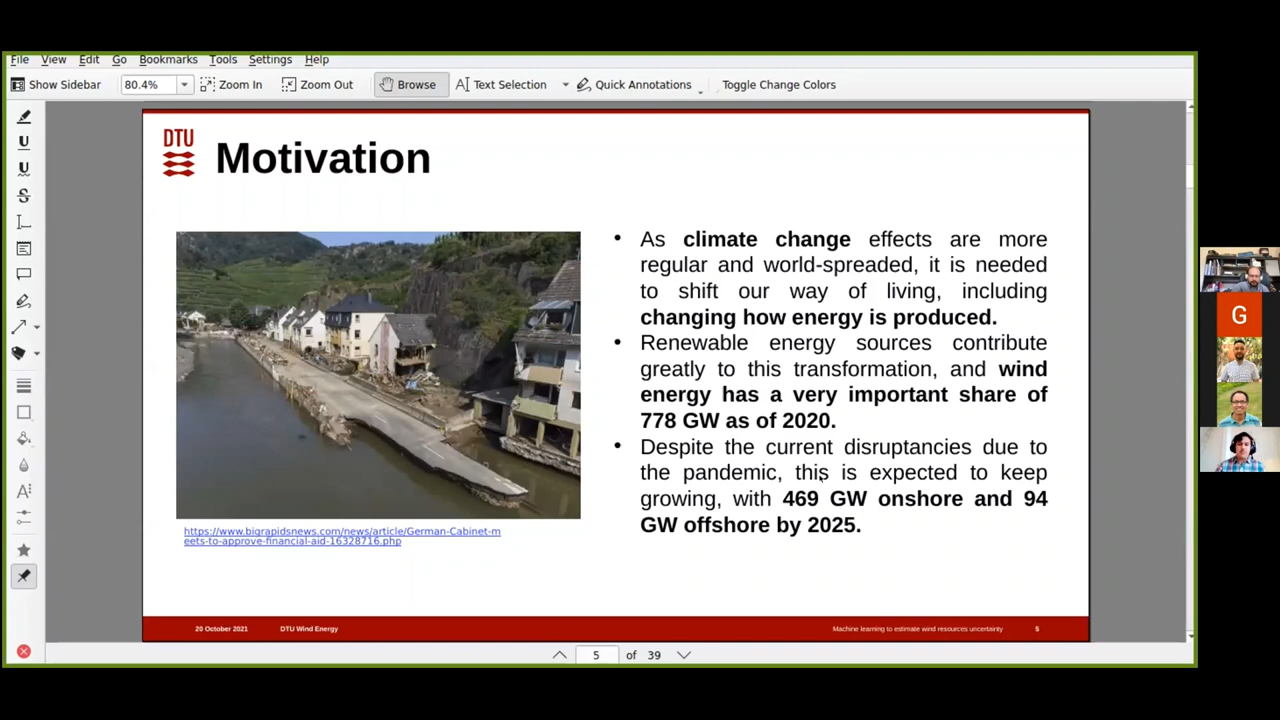 File View Edit Go Bookmarks Tools Settings Help
Show Sidebar 80.4% Zoom In Zoom Out Browse Text Selection Quick Annotations Toggle Change Colors
DTU
Motivation
• As climate change effects are more
regular and world-spreaded, it is needed
to shift our way of living, including
changing how energy is produced.
• Renewable energy sources contribute
greatly to this transformation, and wind
energy has a very important share of
778 GW as of 2020.
• Despite the current disruptancies due to
the pandemic, this is expected to keep
growing, with 469 GW onshore and 94
GW offshore by 2025.
https://www.bigrapidsnews.com/news/article/German-Cabinet-m
eets-to-approve-financial-aid-16328716.php
20 October 2021 DTU Wind Energy Machine learning to estimate wind resources uncertainty 5
5 of 39
G